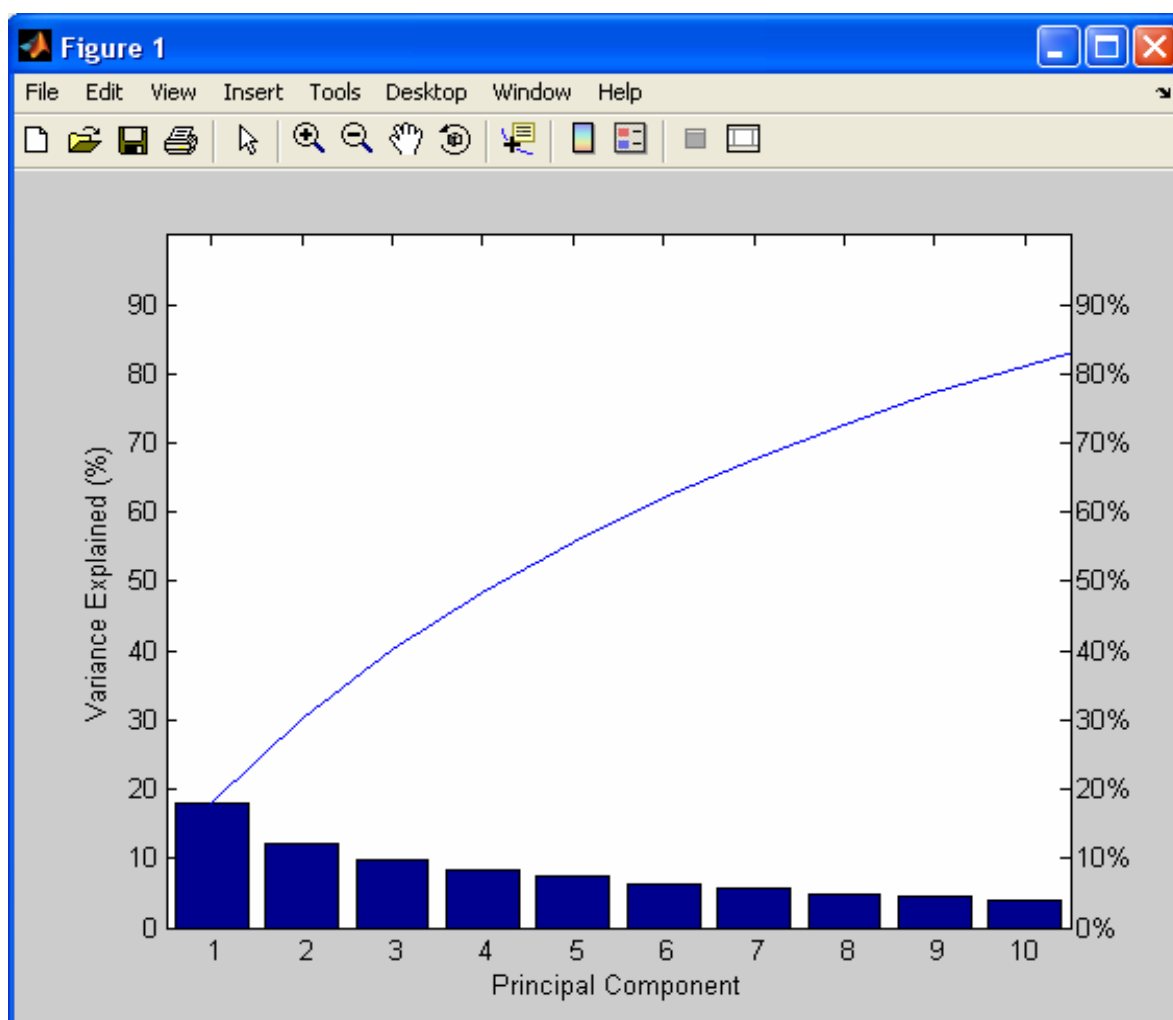 Figure 1
File Edit View Insert Tools Desktop Window Help
90 90%
80 80%
70 70%
60 60%
50 50%
40 40%
30 30%
20 20%
10 10%
0 0%
Variance Explained (%)
1 2 3 4 5 6 7 8 9 10
Principal Component